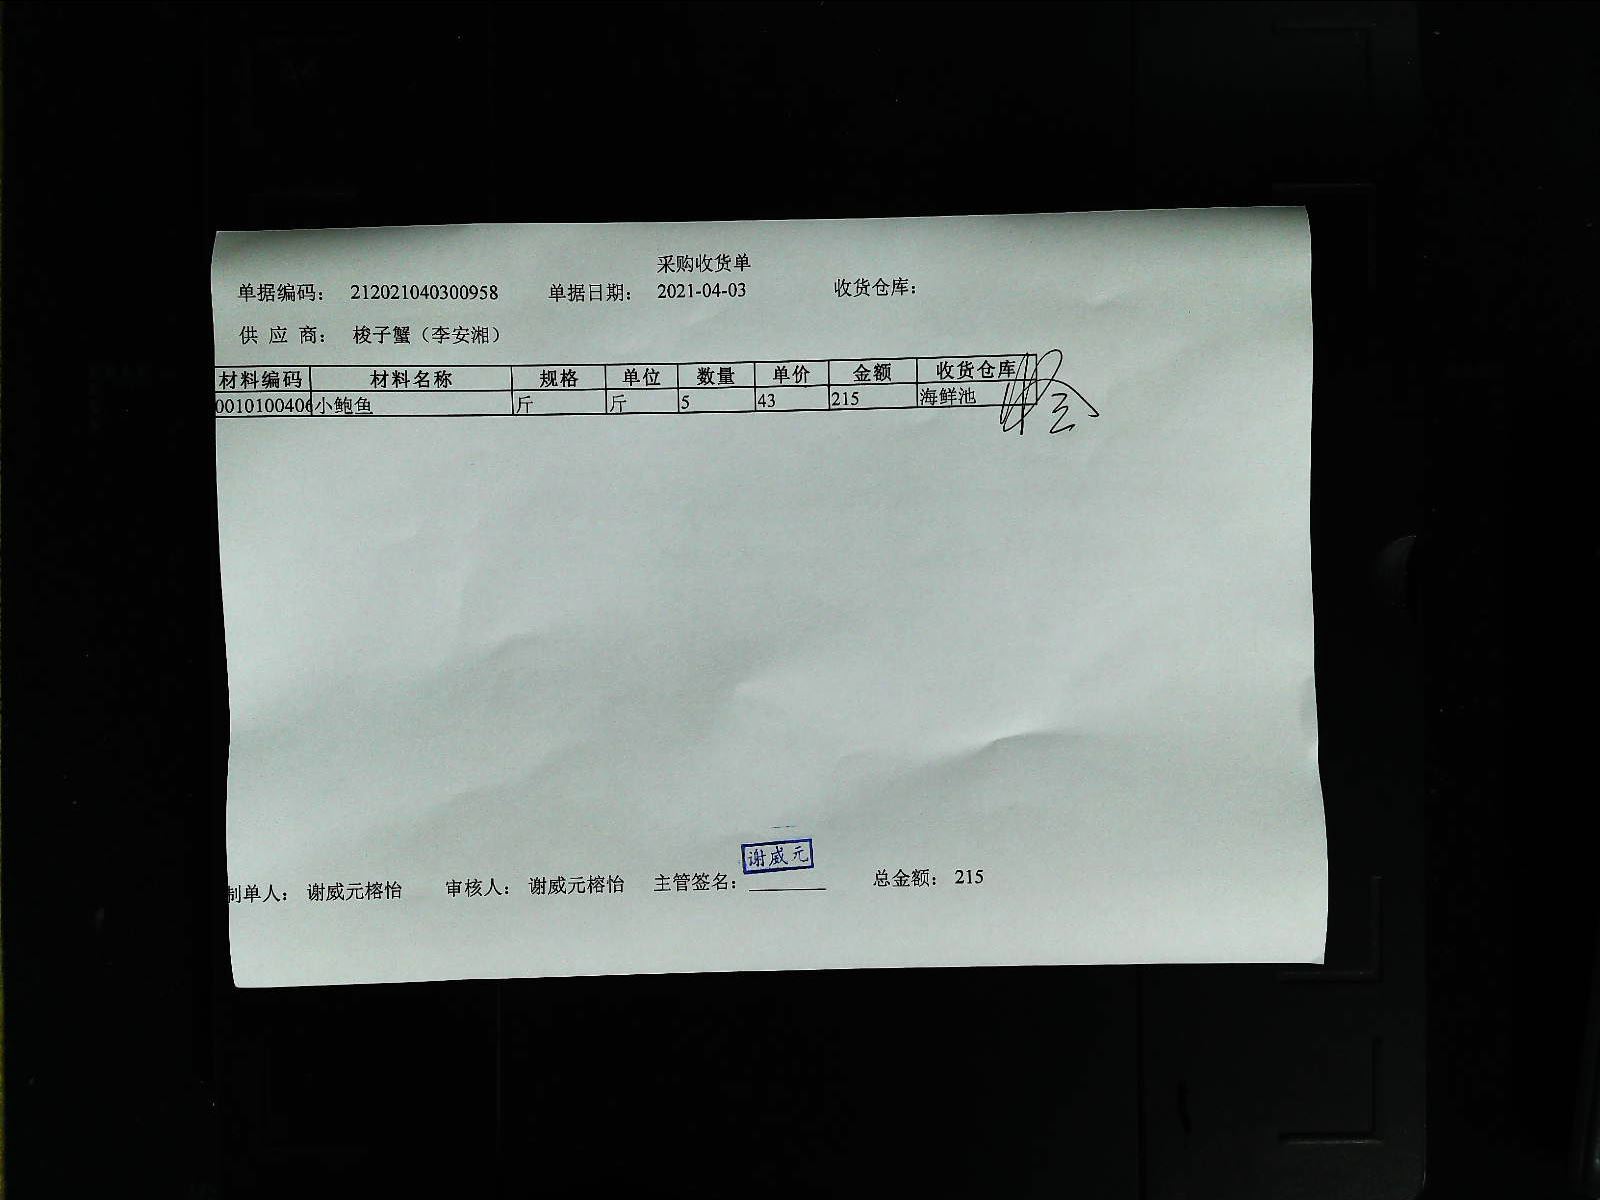 采购收货单
单据编码： 212021040300958 单据日期： 2021-04-03 收货仓库：
供 应 商： 梭子蟹（李安湘）
材料编码 材料名称 规格 单位 数量 单价 金额 收货仓库
0010100406 小鲍鱼 斤 斤 5 43 215 海鲜池
谢威元
制单人： 谢威元榕怡 审核人： 谢威元榕怡 主管签名： 总金额： 215